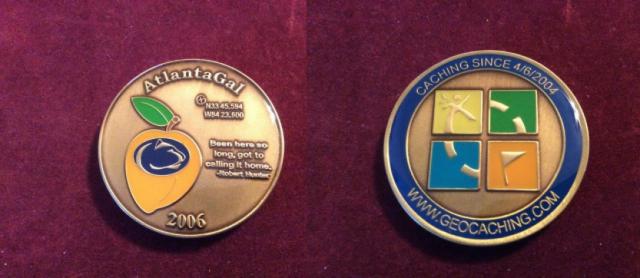 AtlantaGal
N33 45.594
W84 23.600
Been here so
long, got to
calling it home.
-Robert Hunter
2006
CACHING SINCE 4/6/2004
WWW.GEOCACHING.COM